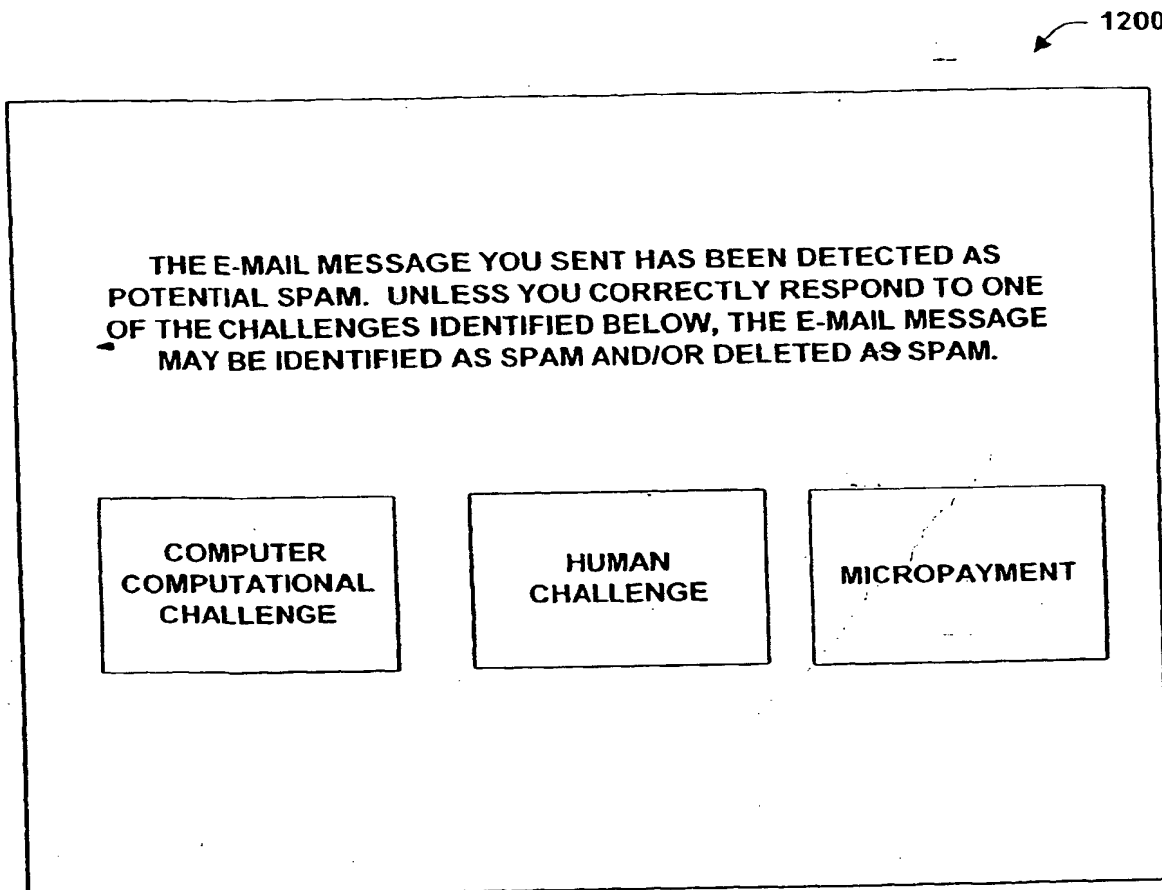 1200
THE E-MAIL MESSAGE YOU SENT HAS BEEN DETECTED AS
POTENTIAL SPAM. UNLESS YOU CORRECTLY RESPOND TO ONE
OF THE CHALLENGES IDENTIFIED BELOW, THE E-MAIL MESSAGE
MAY BE IDENTIFIED AS SPAM AND/OR DELETED AS SPAM.
COMPUTER
COMPUTATIONAL
CHALLENGE
HUMAN
CHALLENGE
MICROPAYMENT